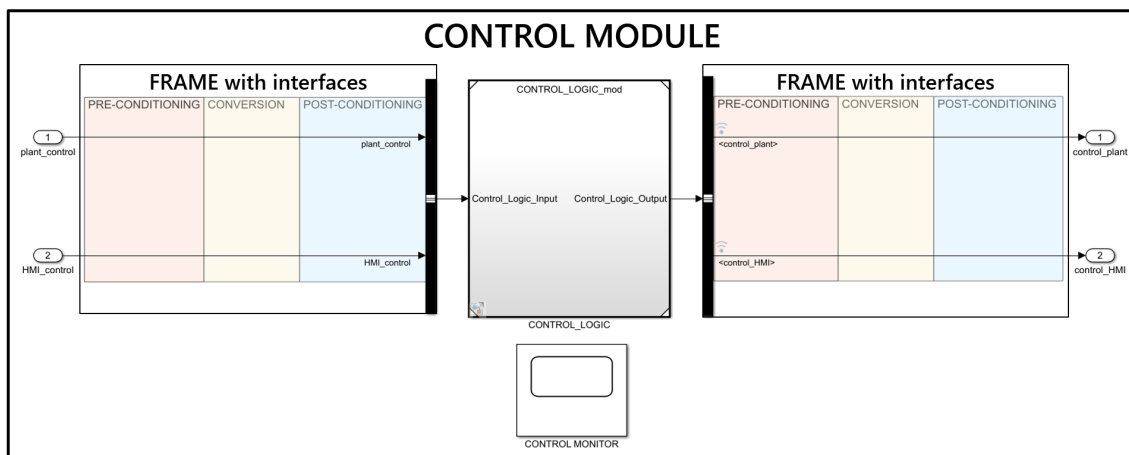 CONTROL MODULE
FRAME with interfaces
PRE-CONDITIONING CONVERSION POST-CONDITIONING
1
plant_control
plant_control
2
HMI_control
HMI_control
CONTROL_LOGIC_mod
Control_Logic_Input Control_Logic_Output
CONTROL_LOGIC
CONTROL MONITOR
FRAME with interfaces
PRE-CONDITIONING CONVERSION POST-CONDITIONING
<control_plant>
1
control_plant
<control_HMI>
2
control_HMI